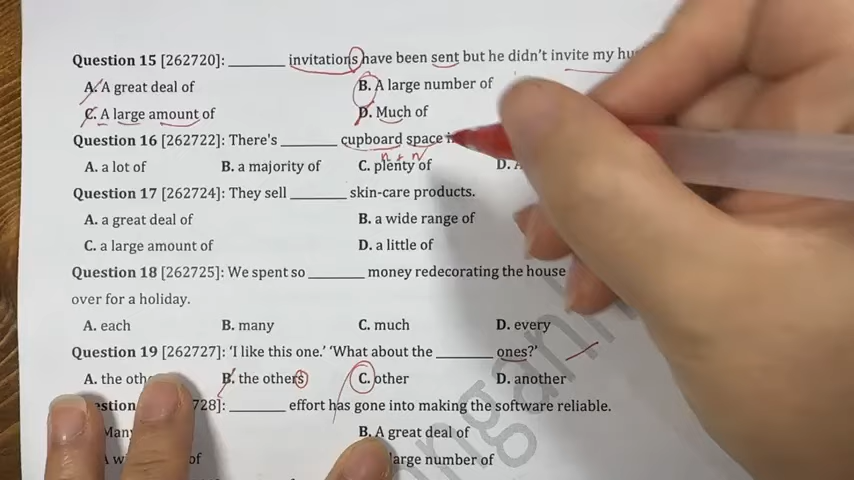 Question 15 [262720]: ________ invitations have been sent but he didn't invite my
A. A great deal of B. A large number of
C. A large amount of D. Much of
Question 16 [262722]: There's ________ cupboard space
n + n
A. a lot of B. a majority of C. plenty of D.
Question 17 [262724]: They sell ________ skin-care products.
A. a great deal of B. a wide range of
C. a large amount of D. a little of
Question 18 [262725]: We spent so ________ money redecorating the house
over for a holiday.
A. each B. many C. much D. every
Question 19 [262727]: 'I like this one.' 'What about the ________ ones?'
A. the B. the others C. other D. another
728]: ________ effort has gone into making the software reliable.
B. A great deal of
of large number of